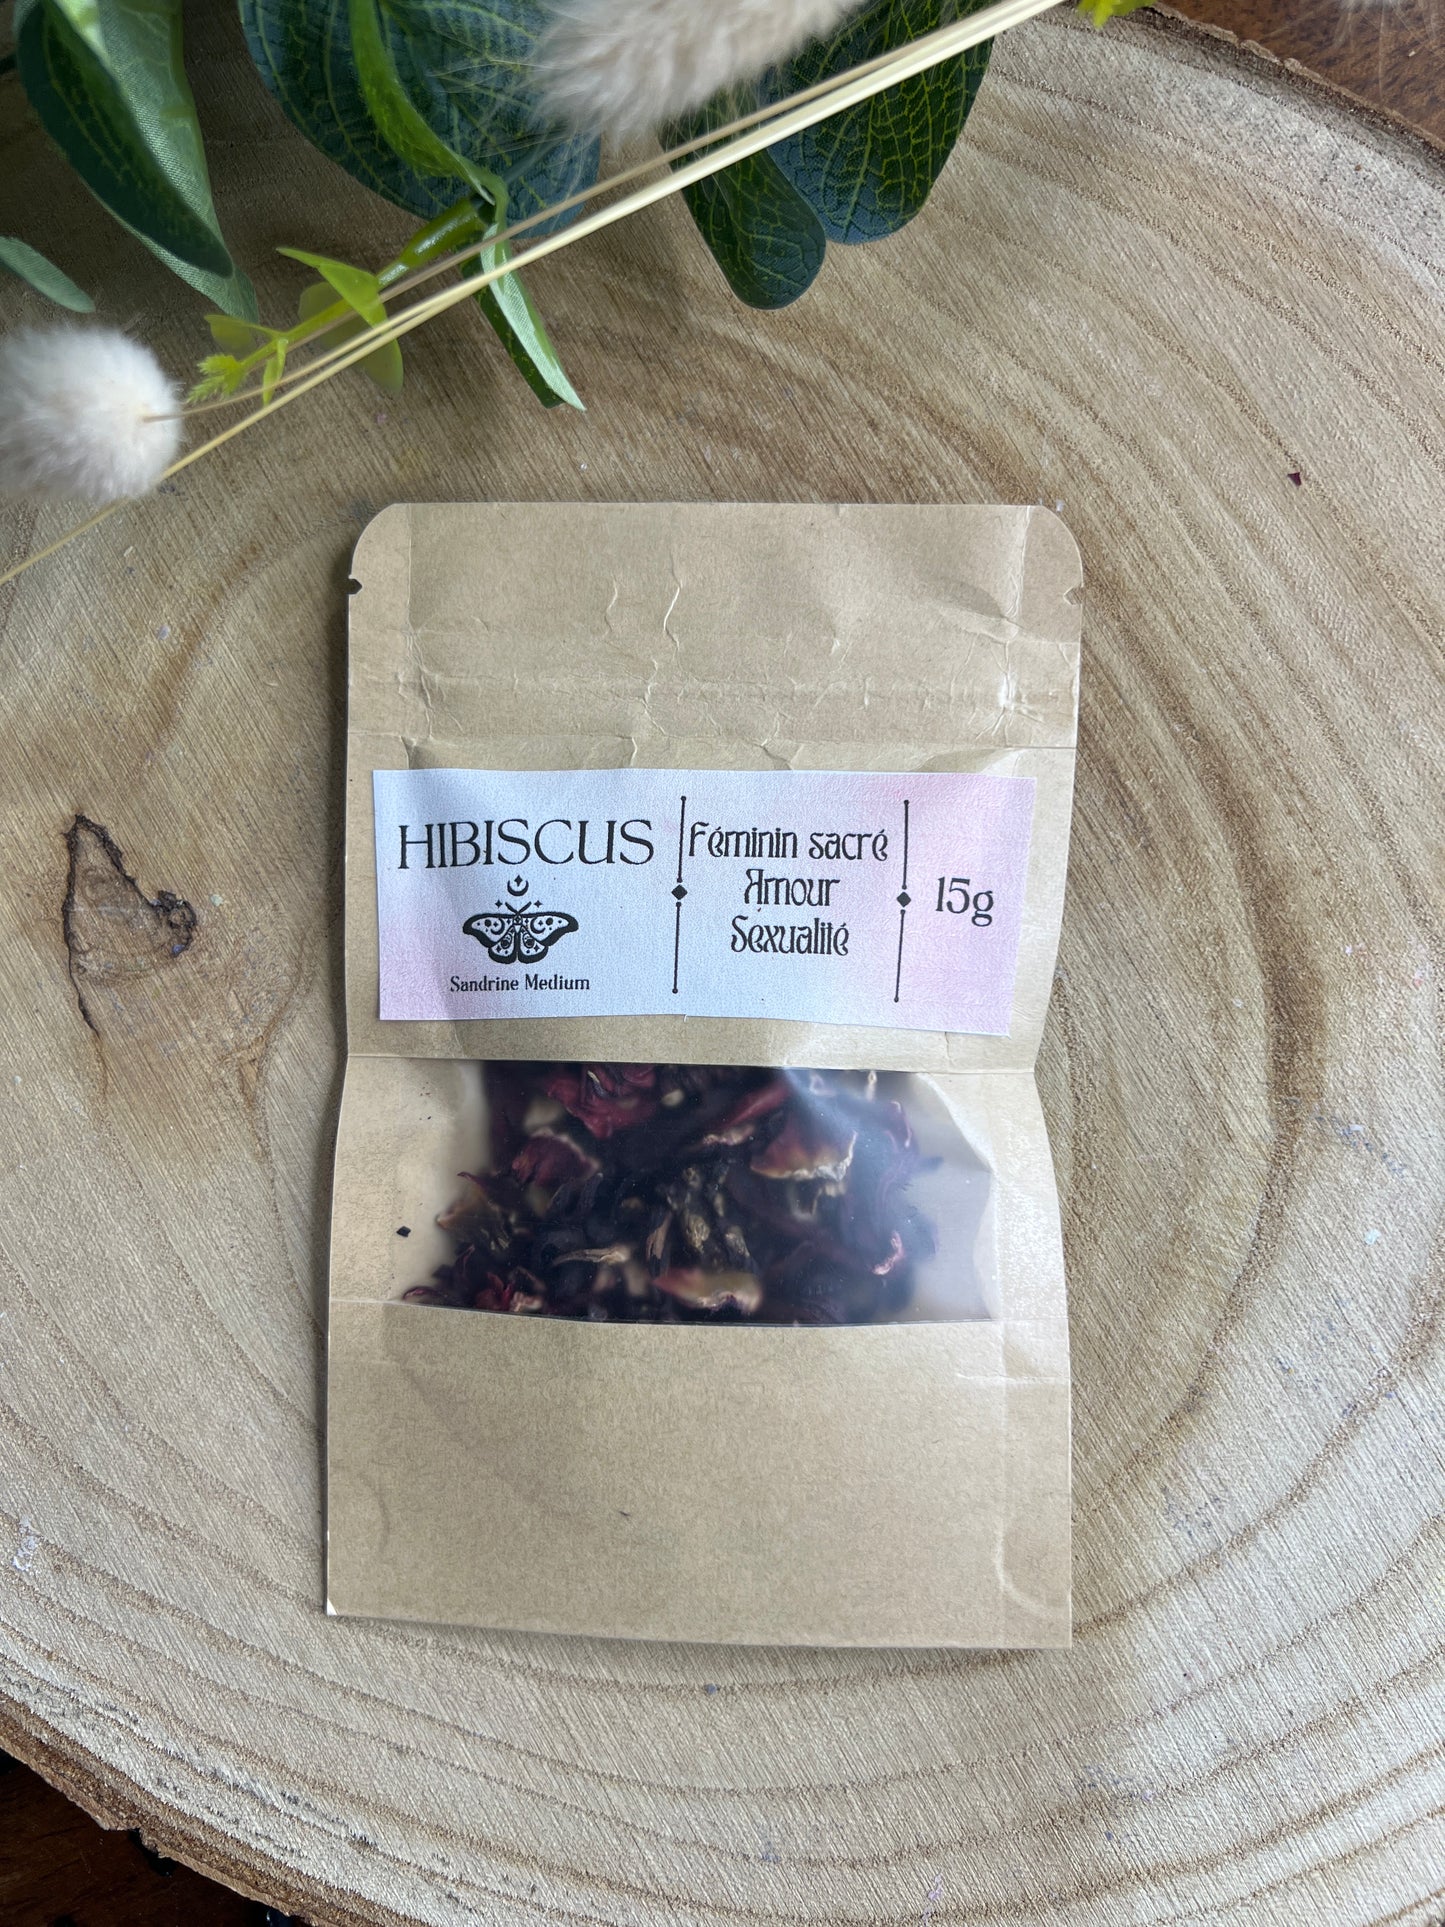 HIBISCUS
Sandrine Medium
Féminin sacré
Amour
Sexualité
15g